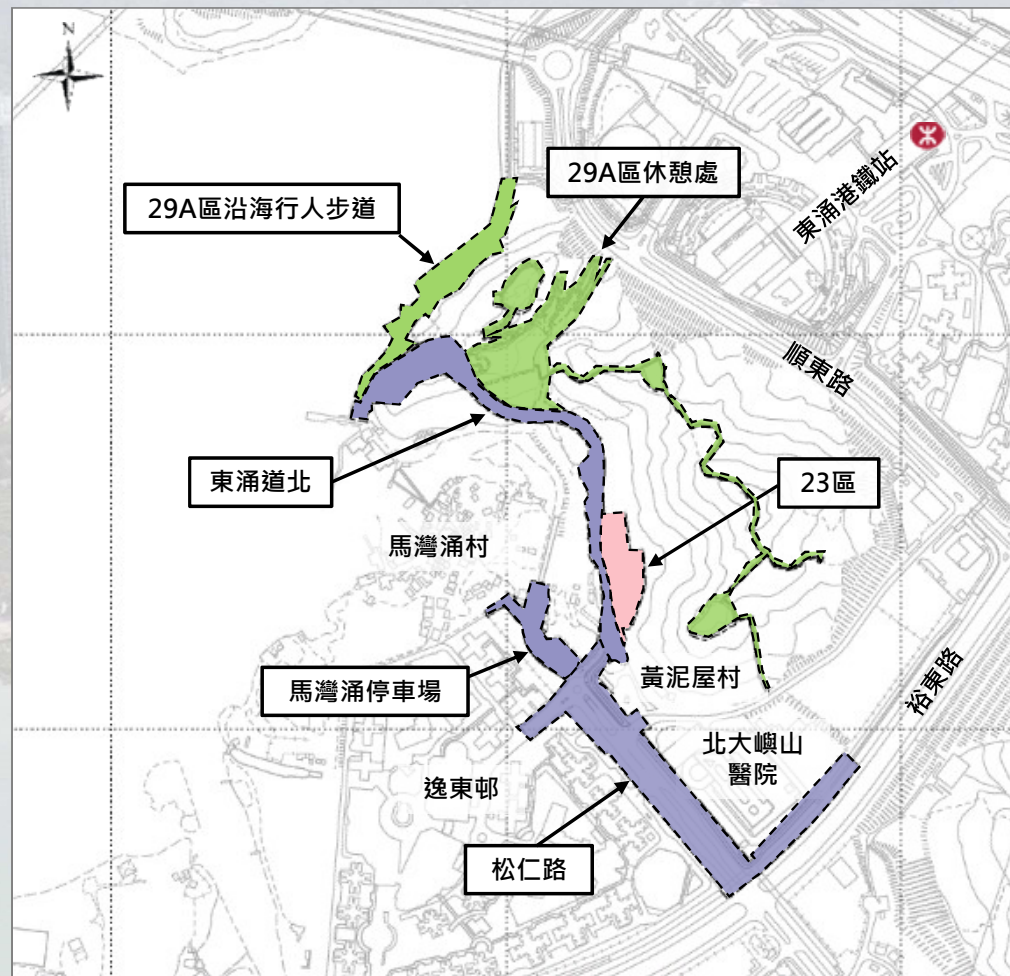 N
29A區休憩處
29A區沿海行人步道
東涌港鐵站
順東路
東涌道北
23區
馬灣涌村
馬灣涌停車場
黃泥屋村
裕東路
北大嶼山
醫院
逸東邨
松仁路